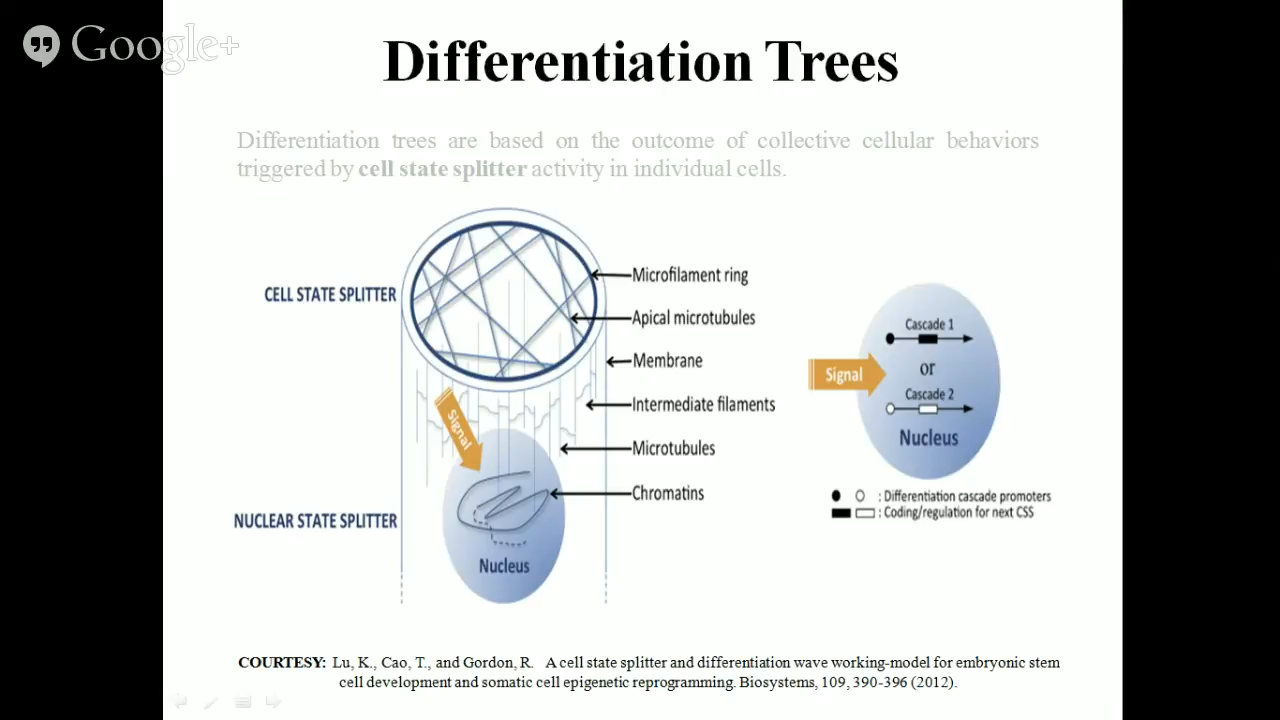 Google+
Differentiation Trees
Differentiation trees are based on the outcome of collective cellular behaviors
triggered by cell state splitter activity in individual cells.
CELL STATE SPLITTER
Microfilament ring
Apical microtubules
Membrane
Intermediate filaments
Microtubules
Chromatins
Signal
NUCLEAR STATE SPLITTER
Nucleus
Signal
Cascade 1
or
Cascade 2
Nucleus
: Differentiation cascade promoters
: Coding/regulation for next CSS
COURTESY: Lu, K., Cao, T., and Gordon, R. A cell state splitter and differentiation wave working-model for embryonic stem
cell development and somatic cell epigenetic reprogramming. Biosystems, 109, 390-396 (2012).